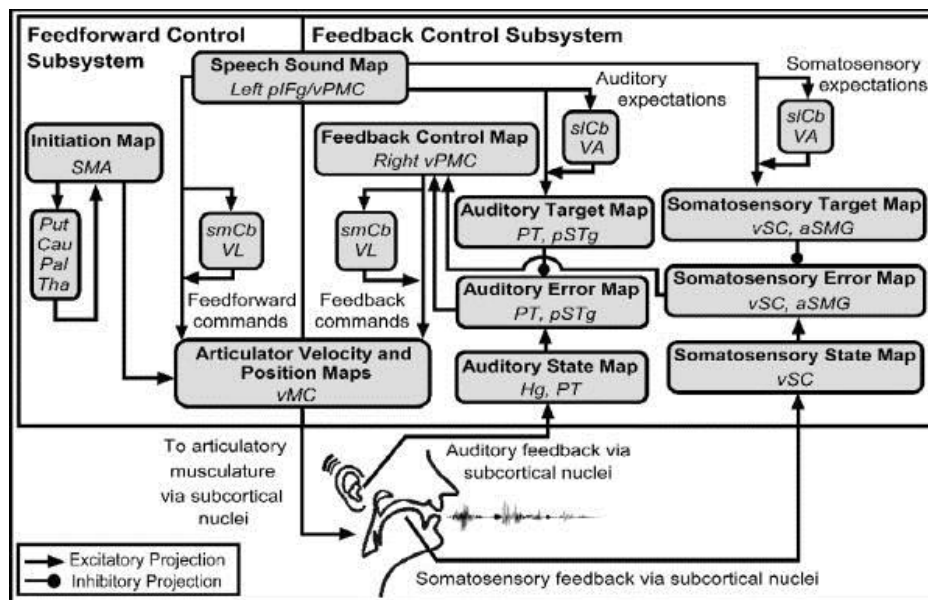 Feedforward Control
Subsystem
Feedback Control Subsystem
Speech Sound Map
Left pIFg/vPMC
Auditory
expectations
Somatosensory
expectations
slCb
VA
slCb
VA
Initiation Map
SMA
Feedback Control Map
Right vPMC
Put
Cau
Pal
Tha
smCb
VL
smCb
VL
Auditory Target Map
PT, pSTg
Somatosensory Target Map
vSC, aSMG
Feedforward
commands
Feedback
commands
Auditory Error Map
PT, pSTg
Somatosensory Error Map
vSC, aSMG
Articulator Velocity and
Position Maps
vMC
Auditory State Map
Hg, PT
Somatosensory State Map
vSC
To articulatory
musculature
via subcortical
nuclei
Auditory feedback via
subcortical nuclei
Excitatory Projection
Inhibitory Projection
Somatosensory feedback via subcortical nuclei